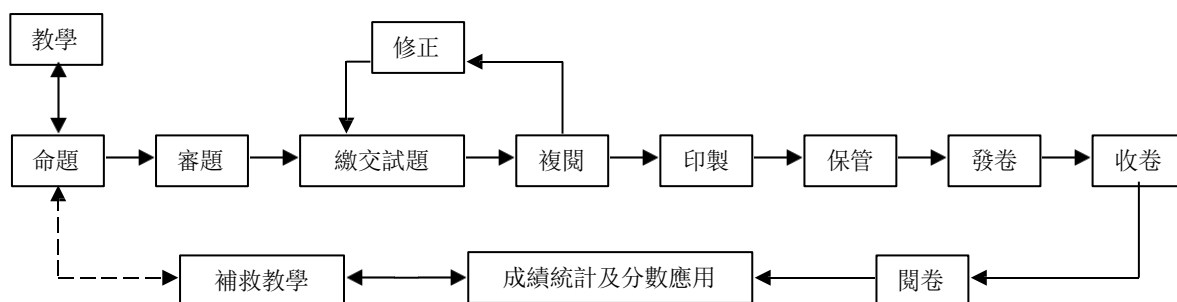 教學
修正
命題
審題
繳交試題
複閱
印製
保管
發卷
收卷
補救教學
成績統計及分數應用
閱卷